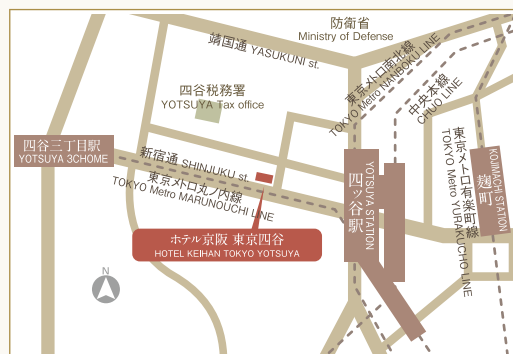 防衛省
Ministry of Defense
靖国通 YASUKUNI st.
東京メトロ南北線
TOKYO Metro NANBOKU LINE
中央本線
CHUO LINE
四谷税務署
YOTSUYA Tax office
四谷三丁目駅
YOTSUYA 3CHOME
新宿通 SHINJUKU st.
東京メトロ丸ノ内線
TOKYO Metro MARUNOUCHI LINE
四ッ谷駅
YOTSUYA STATION
東京メトロ有楽町線
TOKYO Metro YURAKUCHO LINE
麹町
KOJIMACHI STATION
ホテル京阪 東京四谷
HOTEL KEIHAN TOKYO YOTSUYA
N